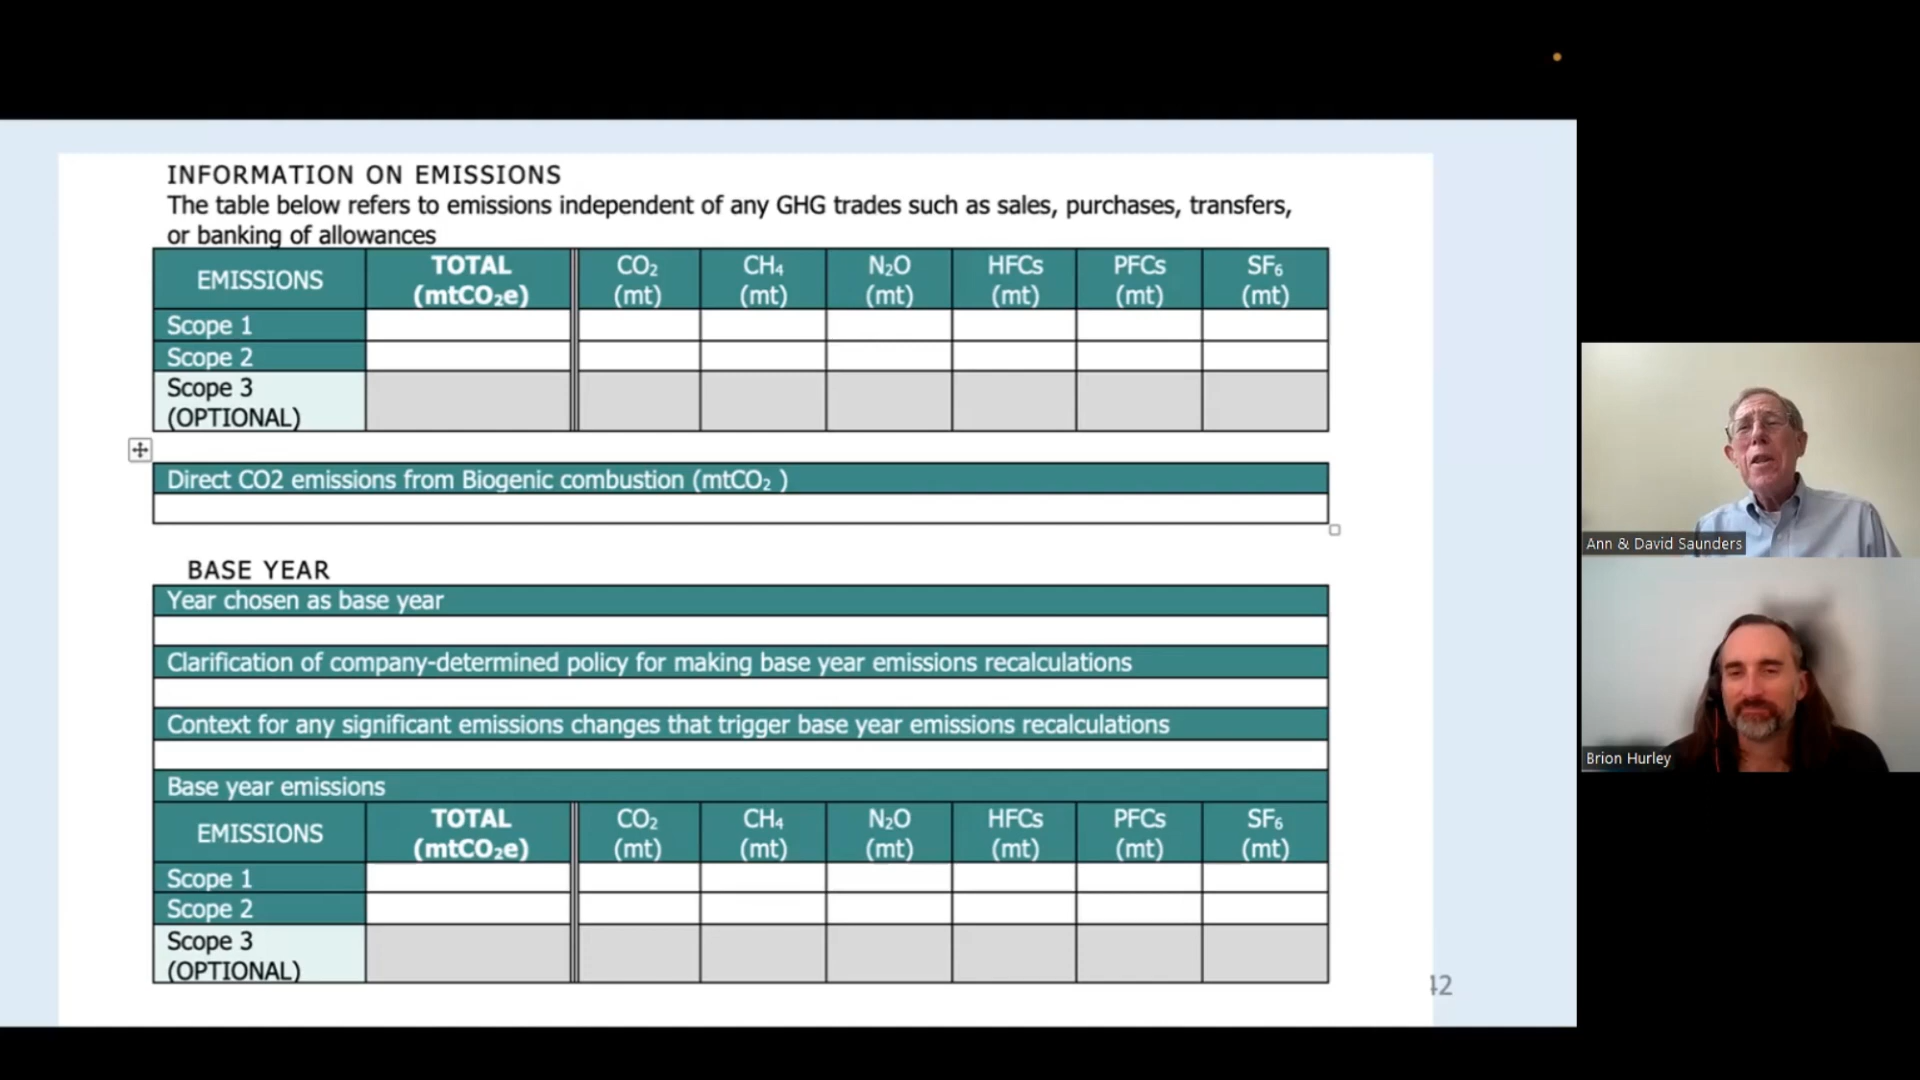 INFORMATION ON EMISSIONS
The table below refers to emissions independent of any GHG trades such as sales, purchases, transfers,
or banking of allowances
EMISSIONS TOTAL (mtCO₂e) CO₂ (mt) CH₄ (mt) N₂O (mt) HFCs (mt) PFCs (mt) SF₆ (mt)
Scope 1
Scope 2
Scope 3
(OPTIONAL)
Direct CO2 emissions from Biogenic combustion (mtCO₂ )
BASE YEAR
Year chosen as base year
Clarification of company-determined policy for making base year emissions recalculations
Context for any significant emissions changes that trigger base year emissions recalculations
Base year emissions
EMISSIONS TOTAL (mtCO₂e) CO₂ (mt) CH₄ (mt) N₂O (mt) HFCs (mt) PFCs (mt) SF₆ (mt)
Scope 1
Scope 2
Scope 3
(OPTIONAL)
42
Ann & David Saunders
Brion Hurley